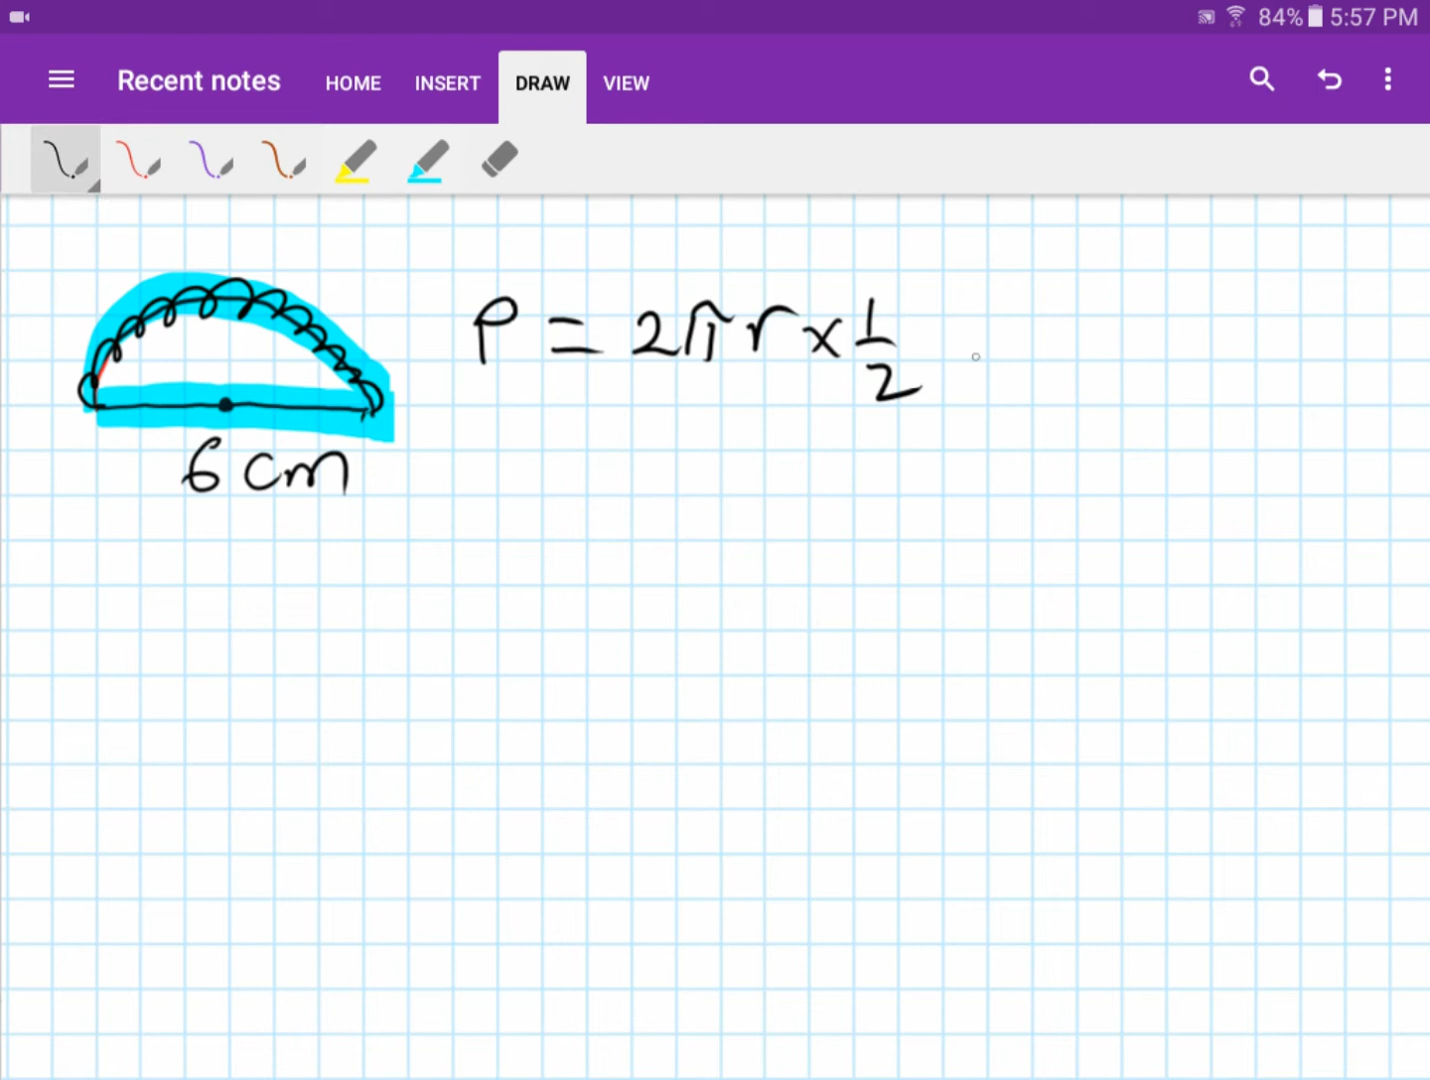 84% 5:57 PM
Recent notes HOME INSERT DRAW VIEW
P = 2πr × 1/2
6 cm